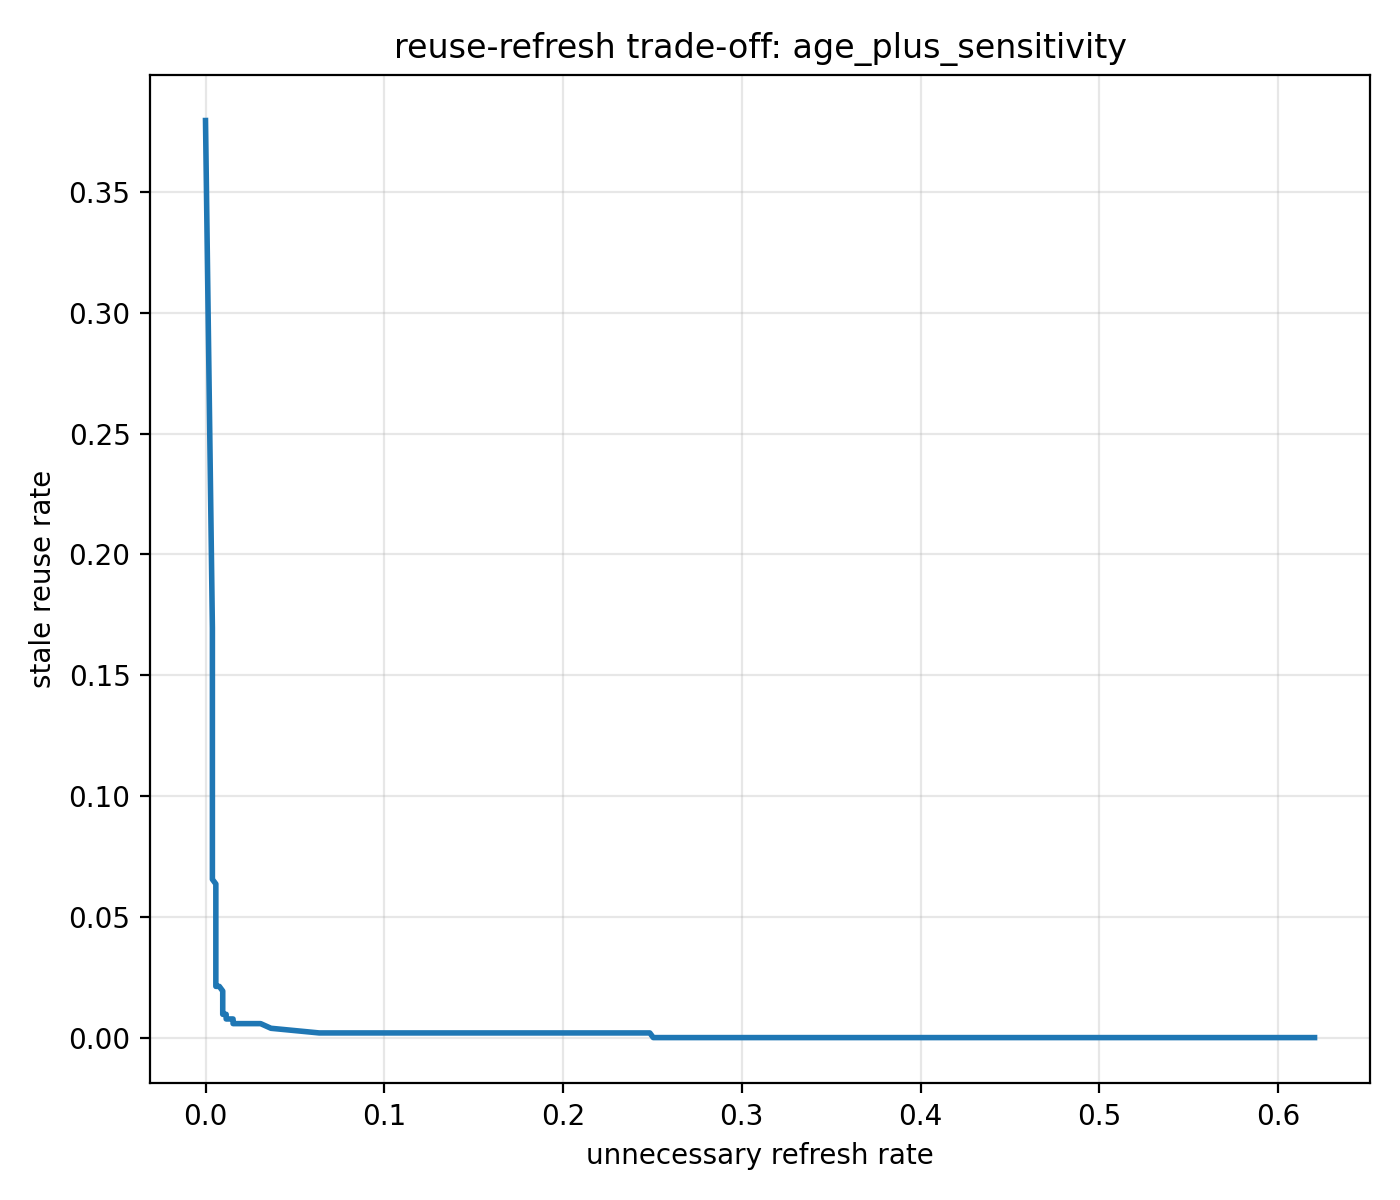 reuse-refresh trade-off: age_plus_sensitivity
stale reuse rate
0.35
0.30
0.25
0.20
0.15
0.10
0.05
0.00
0.0 0.1 0.2 0.3 0.4 0.5 0.6
unnecessary refresh rate